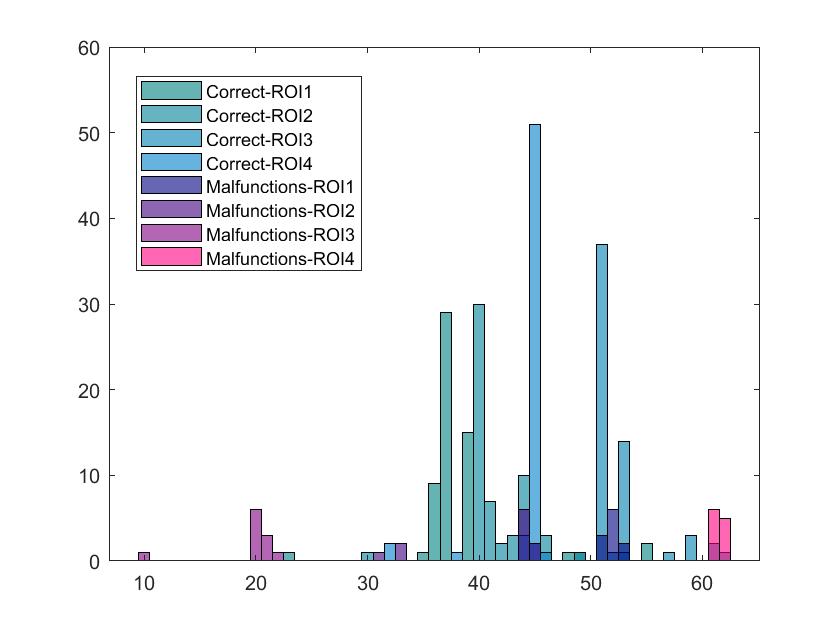 60
50
40
30
20
10
0
Correct-ROI1
Correct-ROI2
Correct-ROI3
Correct-ROI4
Malfunctions-ROI1
Malfunctions-ROI2
Malfunctions-ROI3
Malfunctions-ROI4
10 20 30 40 50 60